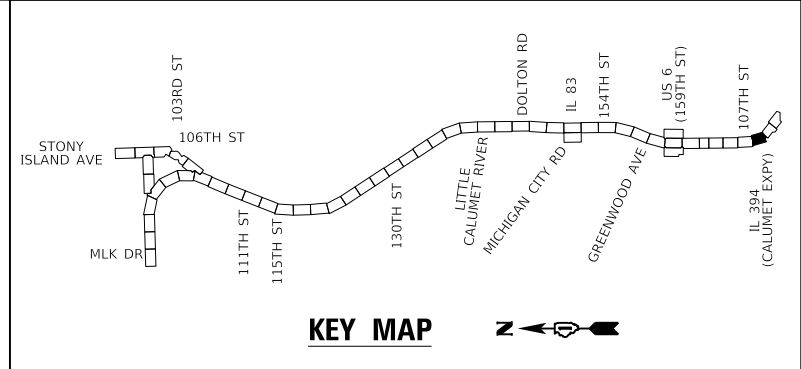 103RD ST
106TH ST
STONY
ISLAND AVE
MLK DR
111TH ST
115TH ST
130TH ST
LITTLE
CALUMET RIVER
DOLTON RD
MICHIGAN CITY RD
IL 83
154TH ST
GREENWOOD AVE
US 6
(159TH ST)
107TH ST
IL 394
(CALUMET EXPY)
KEY MAP
N